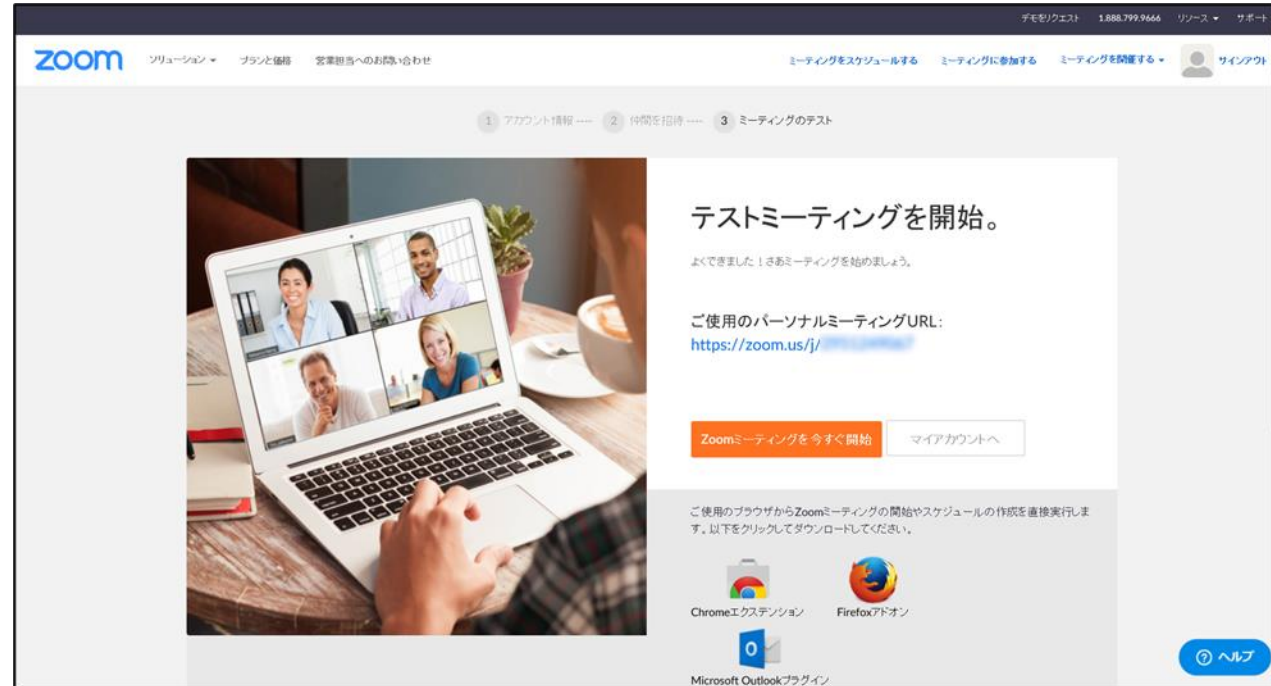 デモをリクエスト 1.888.799.9666 リソース サポート
zoom ソリューション プランと価格 営業担当へのお問い合わせ ミーティングをスケジュールする ミーティングに参加する ミーティングを開催する サインアウト
1 アカウント情報 ---- 2 仲間を招待 ---- 3 ミーティングのテスト
テストミーティングを開始。
よくできました！さあミーティングを始めましょう。
ご使用のパーソナルミーティングURL:
https://zoom.us/j/
Zoomミーティングを今すぐ開始 マイアカウントへ
ご使用のブラウザからZoomミーティングの開始やスケジュールの作成を直接実行しま
す。以下をクリックしてダウンロードしてください。
Chromeエクステンション Firefoxアドオン
Microsoft Outlookプラグイン
ヘルプ